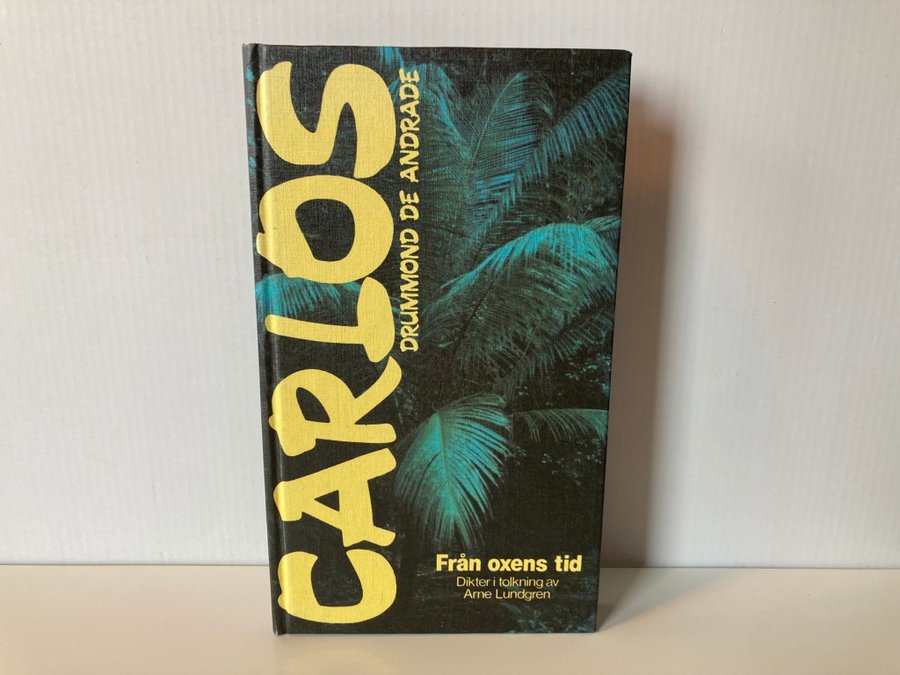 CARLOS
DRUMMOND DE ANDRADE
Från oxens tid
Dikter i tolkning av
Arne Lundgren